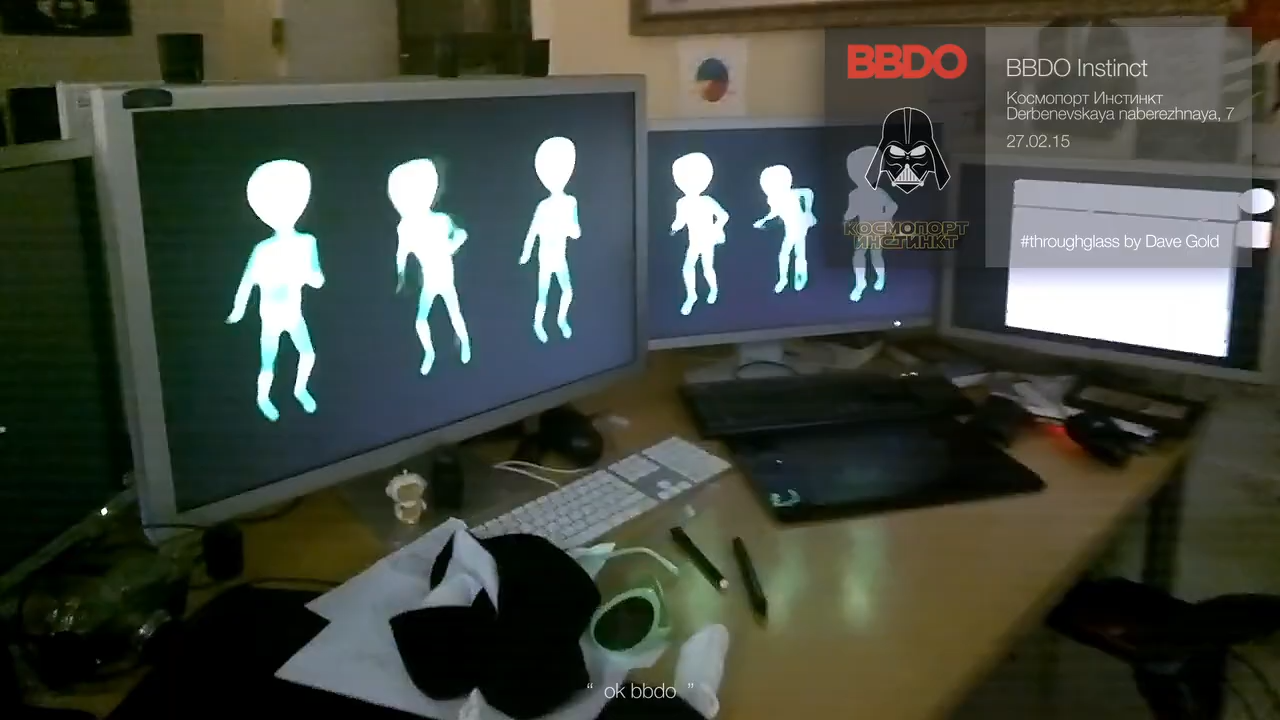 BBDO
BBDO Instinct
Космопорт Инстинкт
Derbenevskaya naberezhnaya, 7
27.02.15
КОСМОПОРТ
ИНСТИНКТ
#throughglass by Dave Gold
“ ok bbdo ”